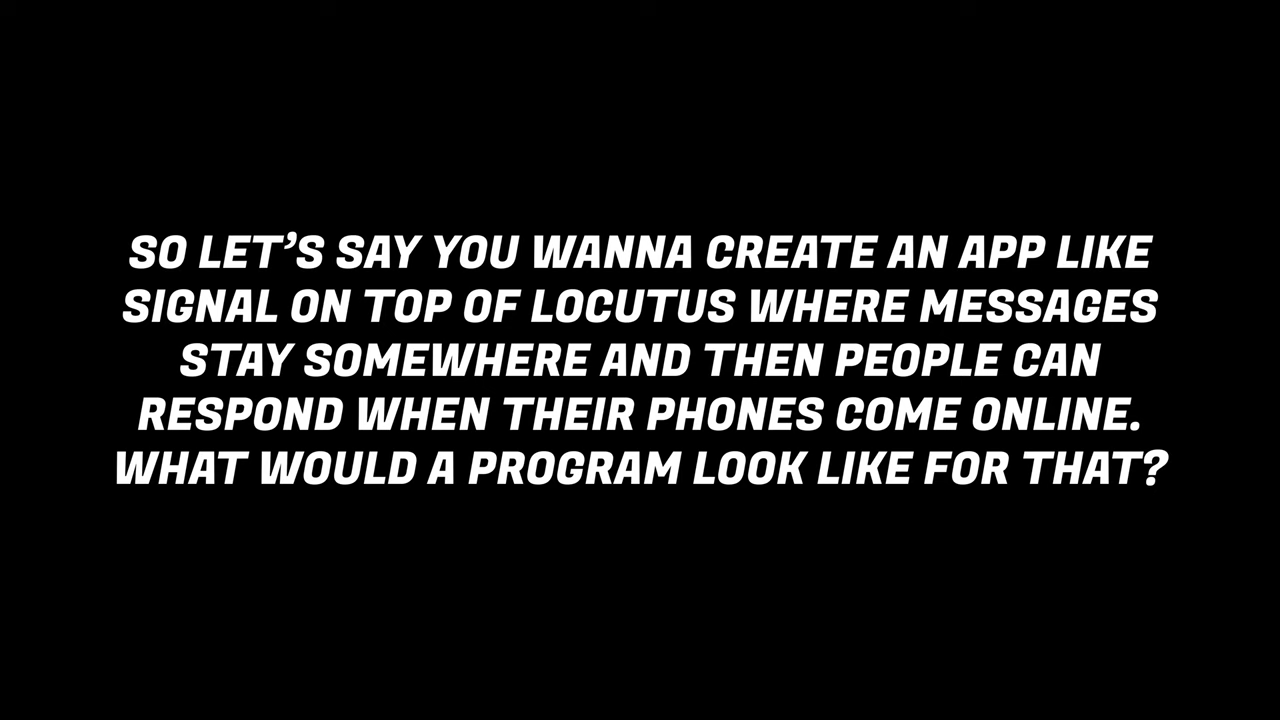 SO LET'S SAY YOU WANNA CREATE AN APP LIKE
SIGNAL ON TOP OF LOCUTUS WHERE MESSAGES
STAY SOMEWHERE AND THEN PEOPLE CAN
RESPOND WHEN THEIR PHONES COME ONLINE.
WHAT WOULD A PROGRAM LOOK LIKE FOR THAT?